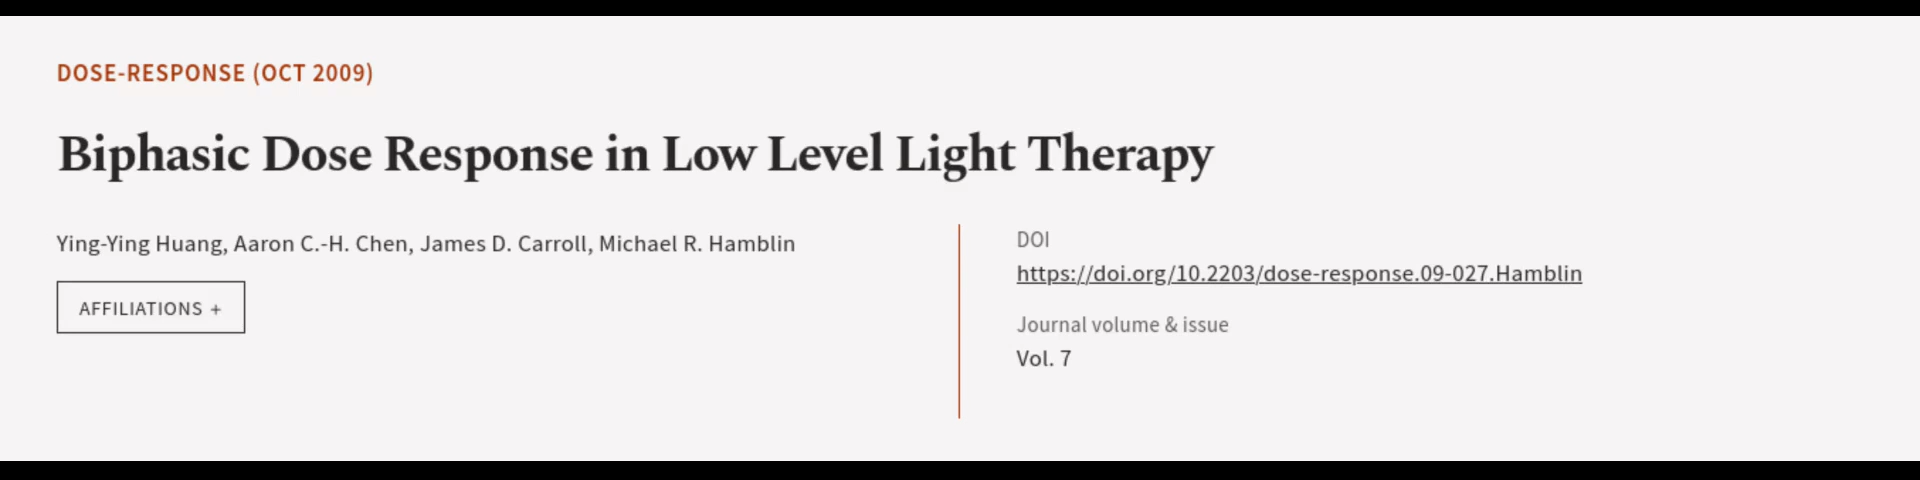 DOSE-RESPONSE (OCT 2009)
Biphasic Dose Response in Low Level Light Therapy
Ying-Ying Huang, Aaron C.-H. Chen, James D. Carroll, Michael R. Hamblin
AFFILIATIONS +
DOI
https://doi.org/10.2203/dose-response.09-027.Hamblin
Journal volume & issue
Vol. 7